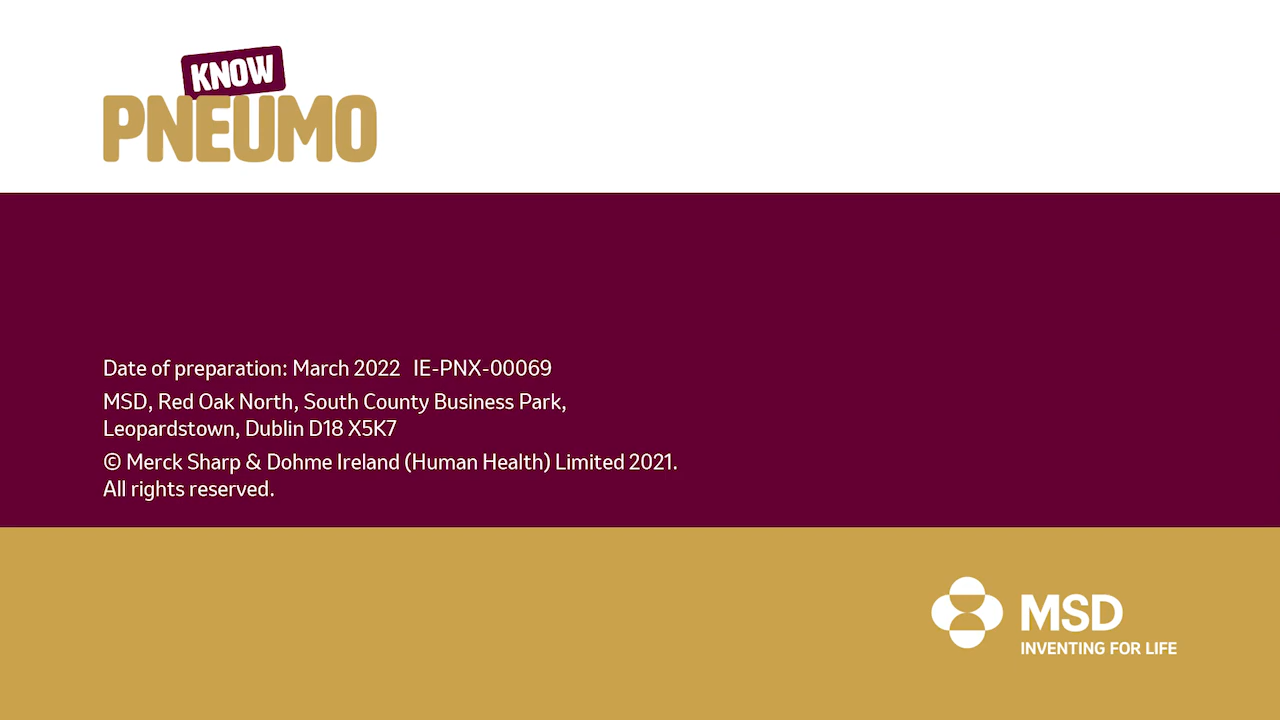 KNOW
PNEUMO
Date of preparation: March 2022 IE-PNX-00069
MSD, Red Oak North, South County Business Park,
Leopardstown, Dublin D18 X5K7
© Merck Sharp & Dohme Ireland (Human Health) Limited 2021.
All rights reserved.
MSD
INVENTING FOR LIFE